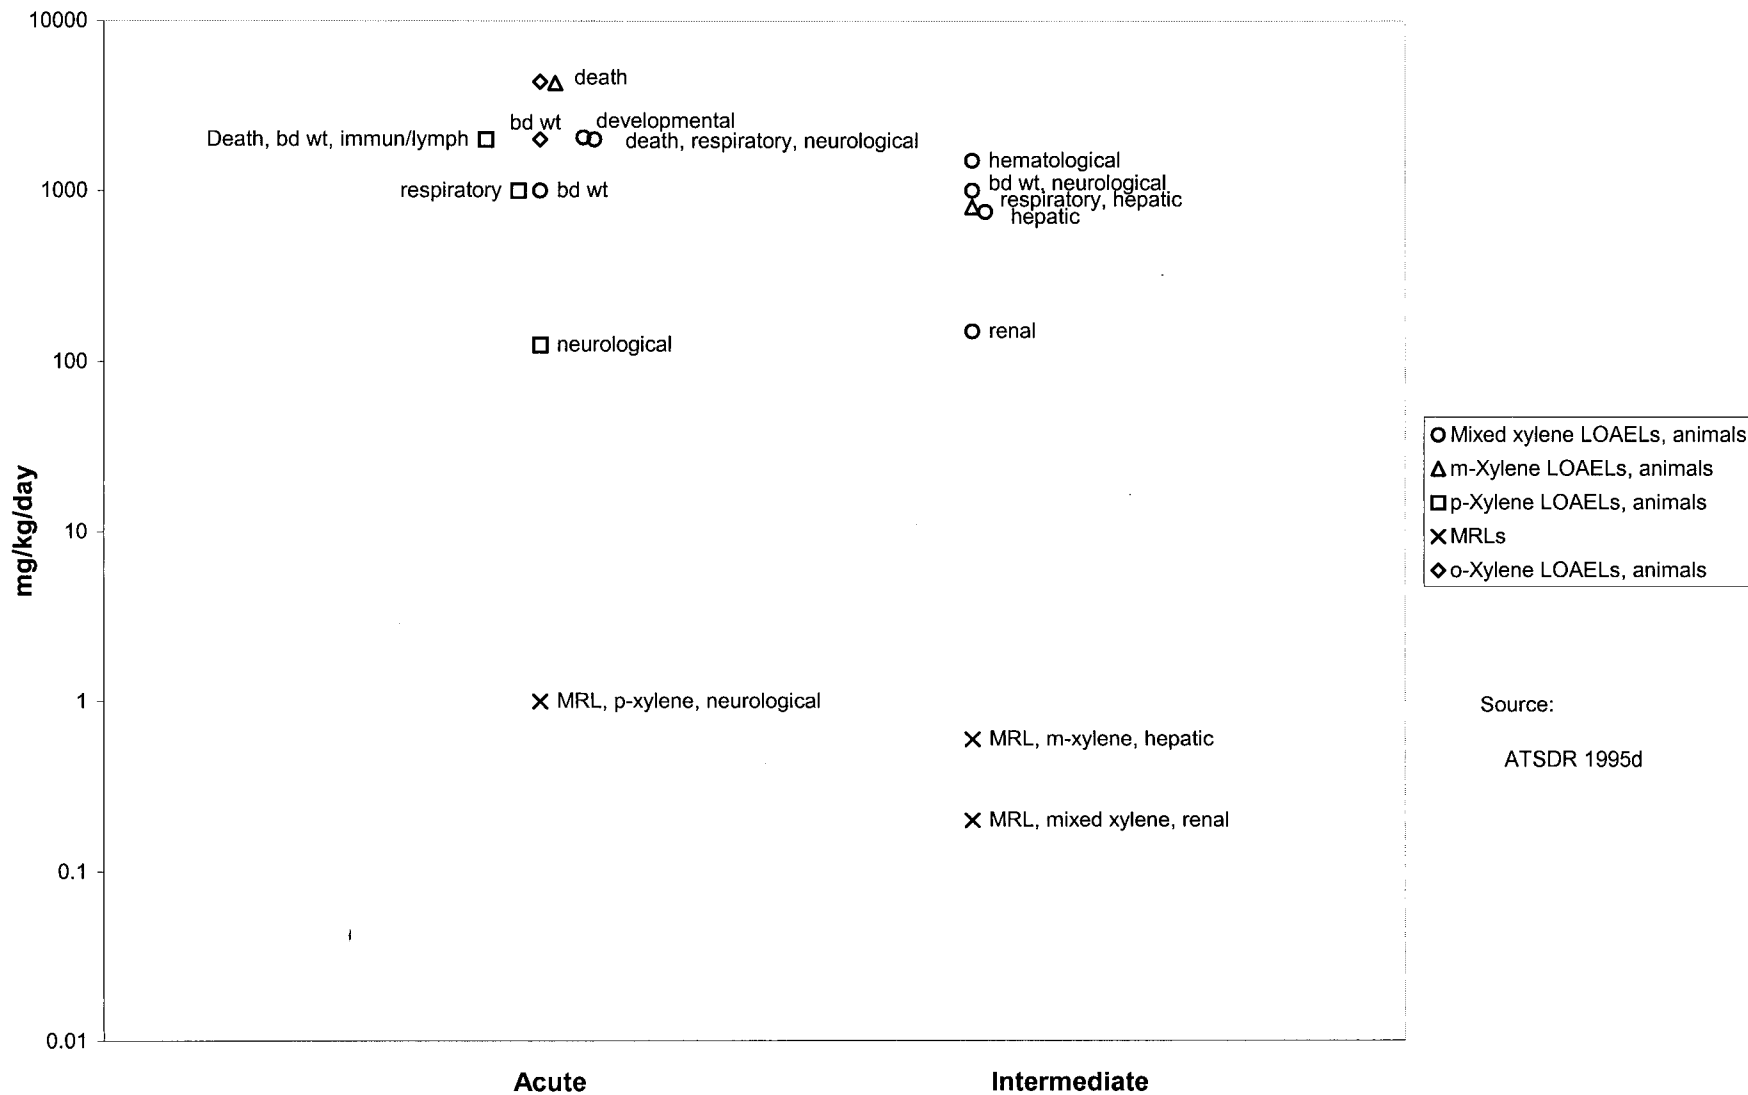 10000
1000
100
10
1
0.1
0.01
mg/kg/day
death
bd wt
developmental
Death, bd wt, immun/lymph
death, respiratory, neurological
respiratory
bd wt
neurological
MRL, p-xylene, neurological
hematological
bd wt, neurological
respiratory, hepatic
hepatic
renal
MRL, m-xylene, hepatic
MRL, mixed xylene, renal
Acute
Intermediate
Mixed xylene LOAELs, animals
m-Xylene LOAELs, animals
p-Xylene LOAELs, animals
MRLs
o-Xylene LOAELs, animals
Source:
ATSDR 1995d